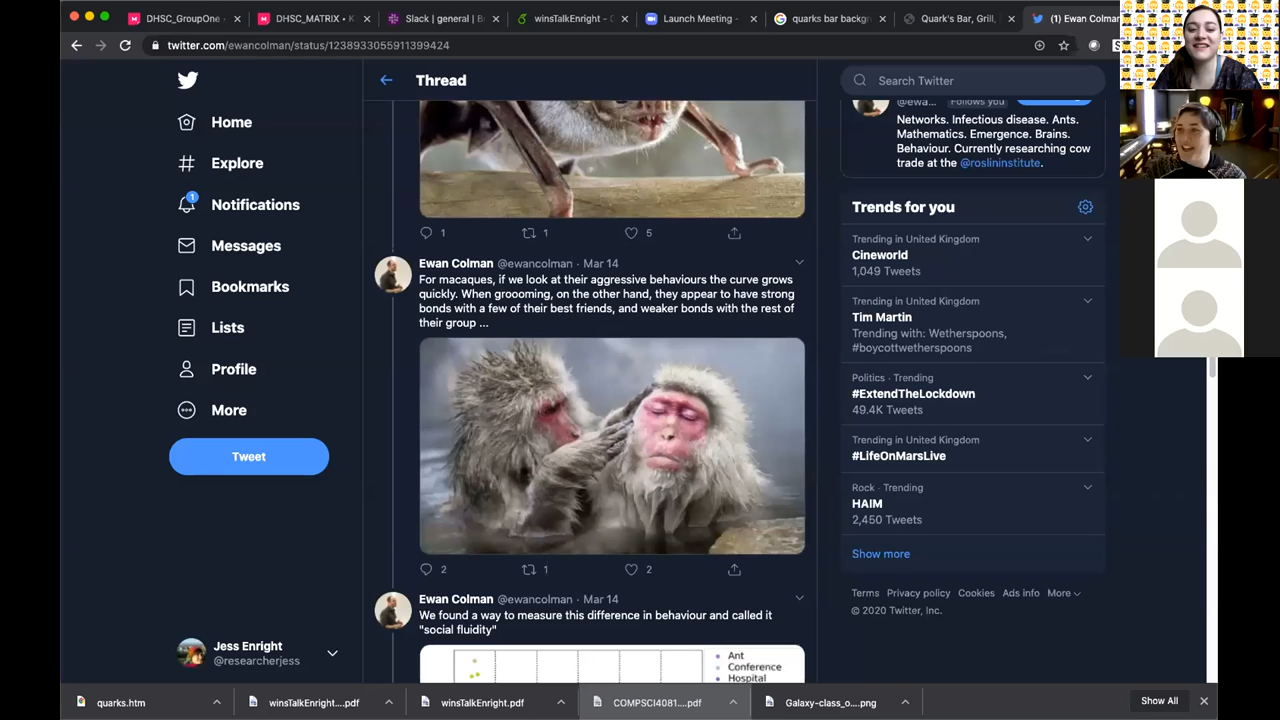 DHSC_GroupOne
DHSC_MATRIX
Slack | general | B
winsTalkEnright - O
Launch Meeting -
quarks bar backg
Quark's Bar, Grill,
(1) Ewan Colman
twitter.com/ewancolman/status/1238933055911399424
Home
Explore
1
Notifications
Messages
Bookmarks
Lists
Profile
More
Tweet
Jess Enright
@researcherjess
Thread
1 1 5
Ewan Colman @ewancolman · Mar 14
For macaques, if we look at their aggressive behaviours the curve grows
quickly. When groooming, on the other hand, they appear to have strong
bonds with a few of their best friends, and weaker bonds with the rest of
their group ...
2 1 2
Ewan Colman @ewancolman · Mar 14
We found a way to measure this difference in behaviour and called it
"social fluidity"
Ant
Conference
Hospital
Search Twitter
@ewa... Follows you
Networks. Infectious disease. Ants.
Mathematics. Emergence. Brains.
Behaviour. Currently researching cow
trade at the @roslininstitute.
Trends for you
Trending in United Kingdom
Cineworld
1,049 Tweets
Trending in United Kingdom
Tim Martin
Trending with: Wetherspoons,
#boycottwetherspoons
Politics · Trending
#ExtendTheLockdown
49.4K Tweets
Trending in United Kingdom
#LifeOnMarsLive
Rock · Trending
HAIM
2,450 Tweets
Show more
Terms Privacy policy Cookies Ads info More
© 2020 Twitter, Inc.
quarks.htm
winsTalkEnright....pdf
winsTalkEnright.pdf
COMPSCI4081....pdf
Galaxy-class_o....png
Show All